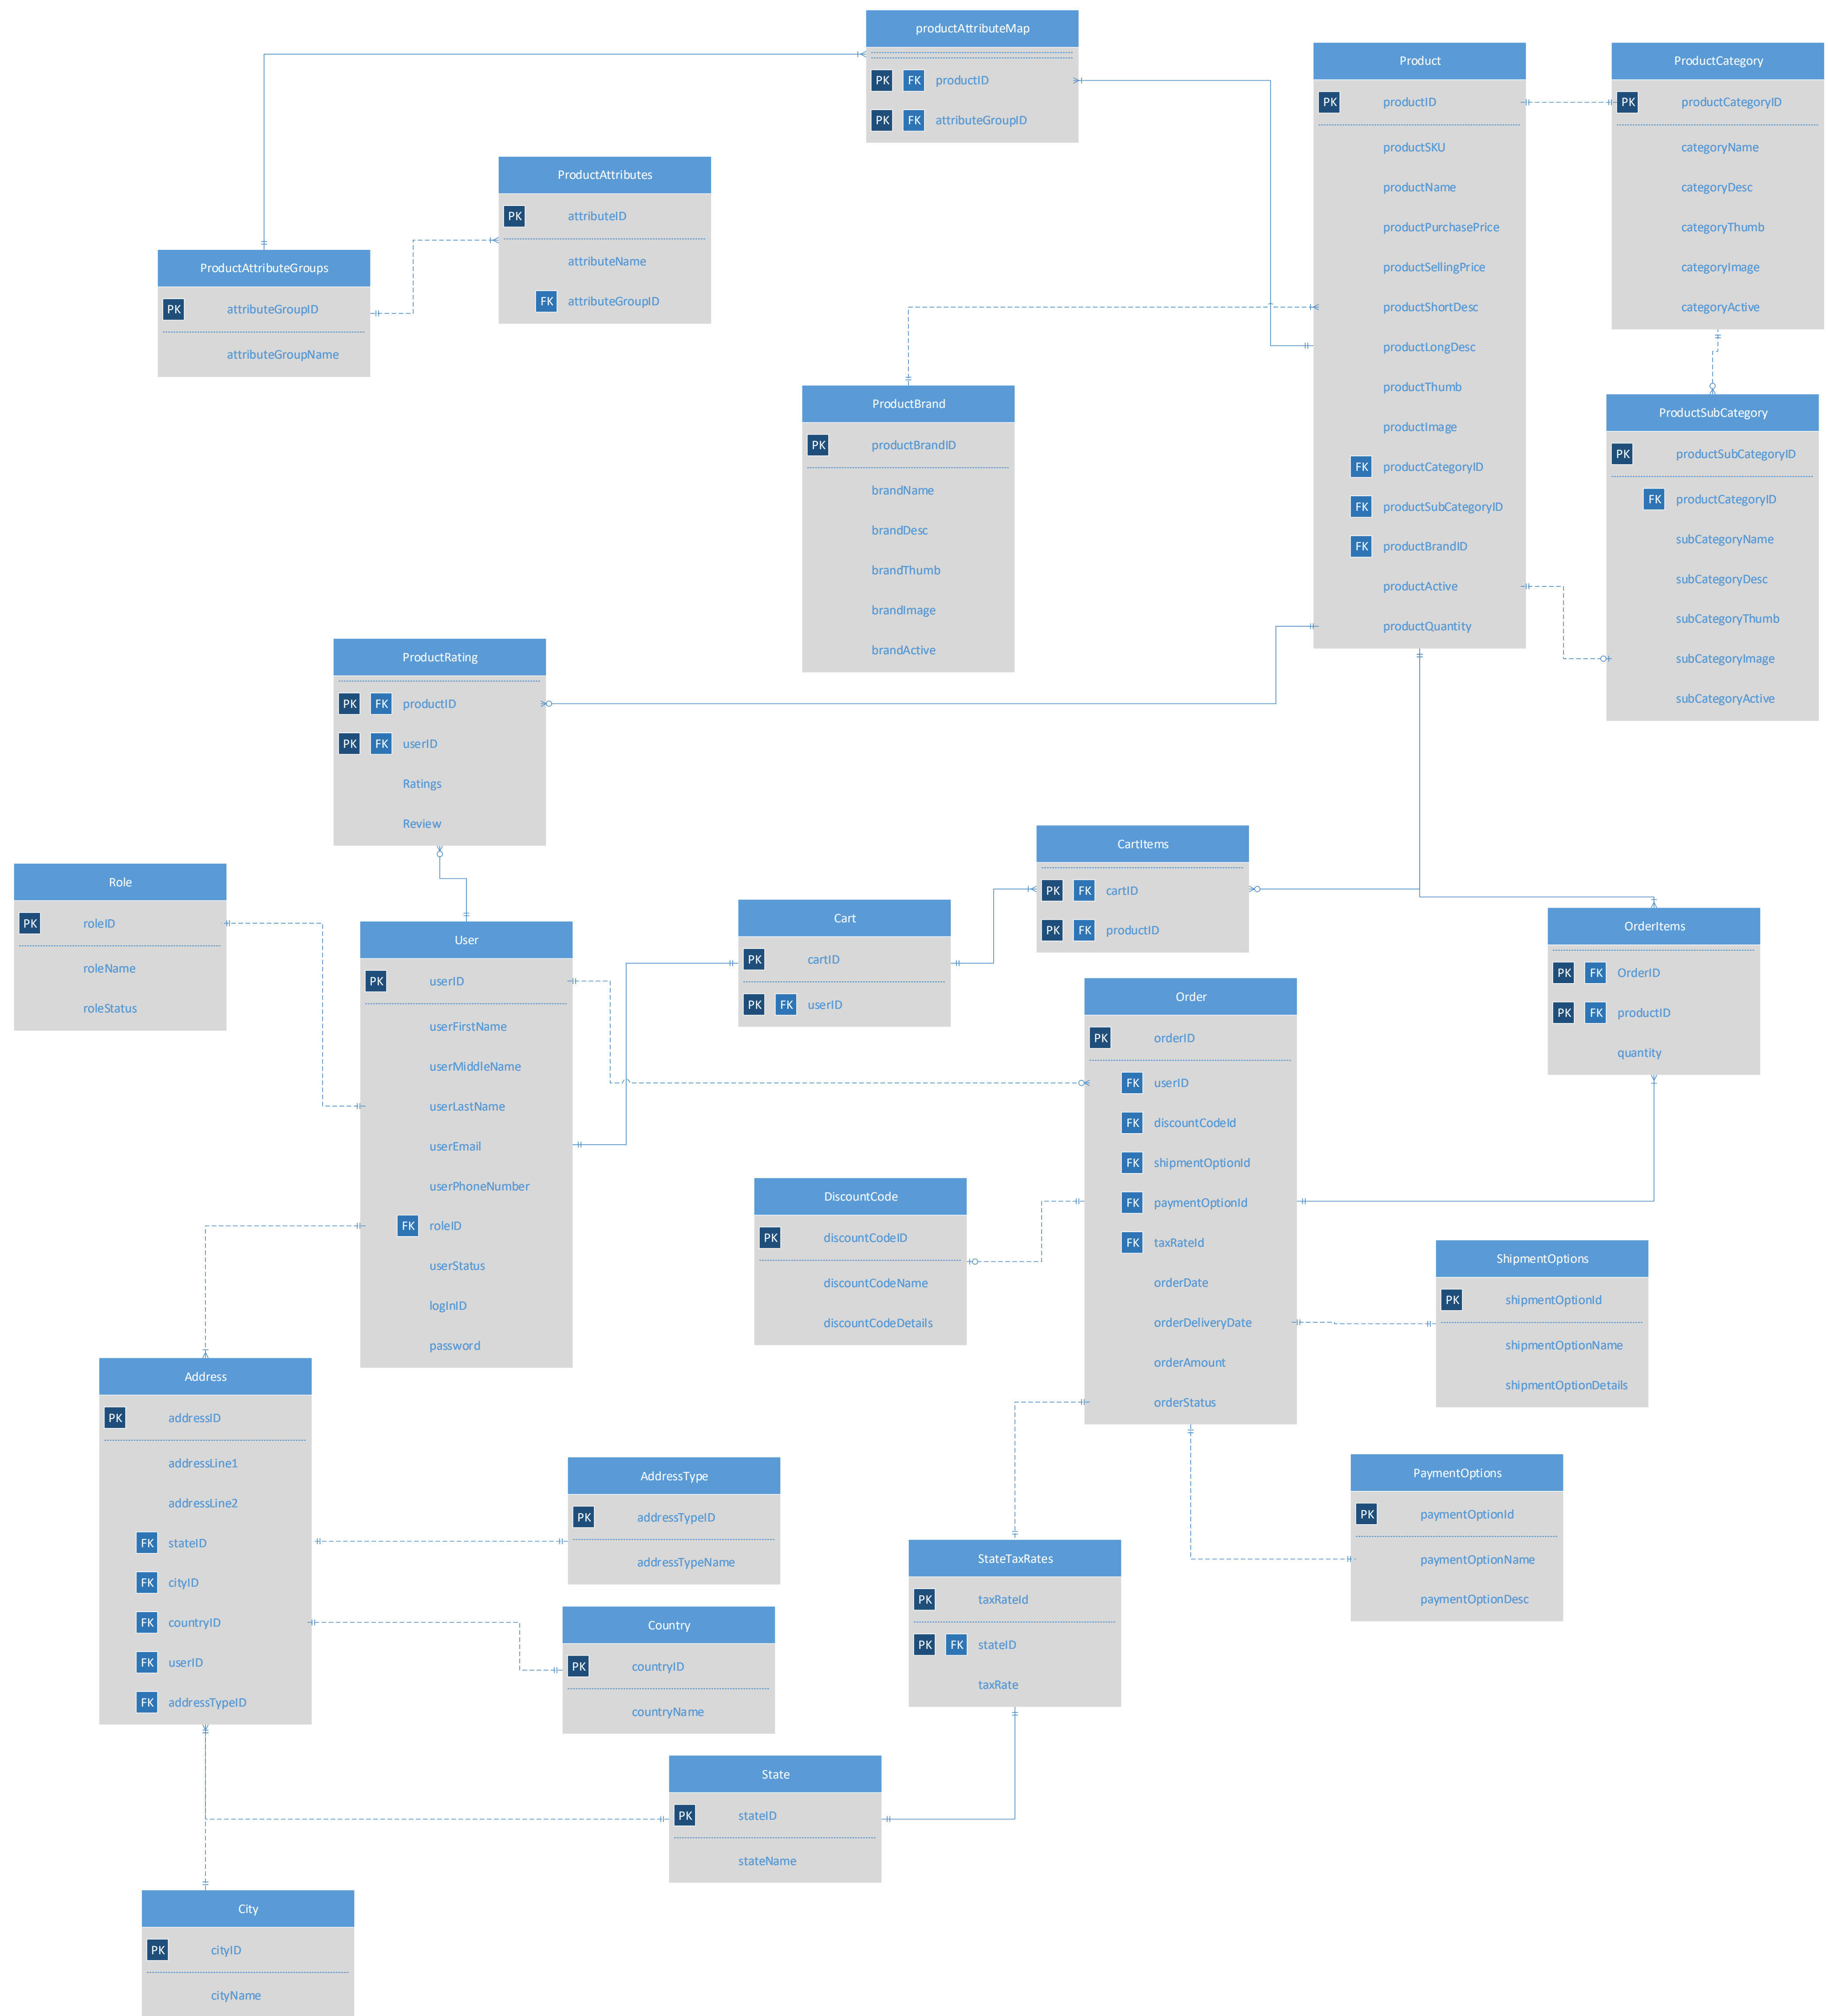 productAttributeMap
PK FK productID
PK FK attributeGroupID
Product
PK productID
productSKU
productName
productPurchasePrice
productSellingPrice
productShortDesc
productLongDesc
productThumb
productImage
FK productCategoryID
FK productSubCategoryID
FK productBrandID
productActive
productQuantity
ProductCategory
PK productCategoryID
categoryName
categoryDesc
categoryThumb
categoryImage
categoryActive
ProductAttributes
PK attributeID
attributeName
FK attributeGroupID
ProductAttributeGroups
PK attributeGroupID
attributeGroupName
ProductBrand
PK productBrandID
brandName
brandDesc
brandThumb
brandImage
brandActive
ProductSubCategory
PK productSubCategoryID
FK productCategoryID
subCategoryName
subCategoryDesc
subCategoryThumb
subCategoryImage
subCategoryActive
ProductRating
PK FK productID
PK FK userID
Ratings
Review
Role
PK roleID
roleName
roleStatus
User
PK userID
userFirstName
userMiddleName
userLastName
userEmail
userPhoneNumber
FK roleID
userStatus
logInID
password
Cart
PK cartID
PK FK userID
CartItems
PK FK cartID
PK FK productID
OrderItems
PK FK OrderID
PK FK productID
quantity
Order
PK orderID
FK userID
FK discountCodeId
FK shipmentOptionId
FK paymentOptionId
FK taxRateId
orderDate
orderDeliveryDate
orderAmount
orderStatus
DiscountCode
PK discountCodeID
discountCodeName
discountCodeDetails
ShipmentOptions
PK shipmentOptionId
shipmentOptionName
shipmentOptionDetails
Address
PK addressID
addressLine1
addressLine2
FK stateID
FK cityID
FK countryID
FK userID
FK addressTypeID
AddressType
PK addressTypeID
addressTypeName
PaymentOptions
PK paymentOptionId
paymentOptionName
paymentOptionDesc
StateTaxRates
PK taxRateId
PK FK stateID
taxRate
Country
PK countryID
countryName
State
PK stateID
stateName
City
PK cityID
cityName